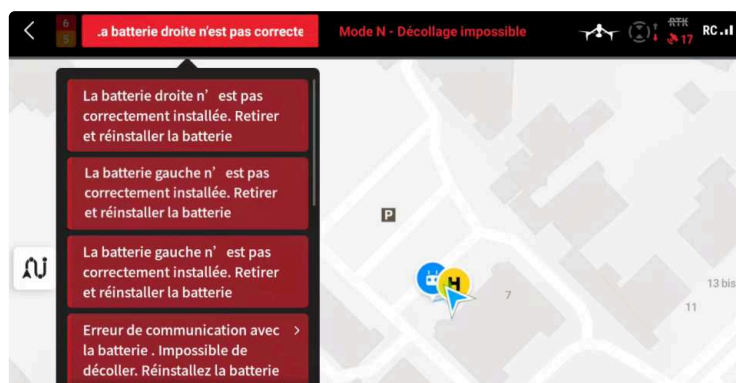 6
5
.a batterie droite n'est pas correcte
Mode N - Décollage impossible
RTK
17
RC
La batterie droite n’ est pas
correctement installée. Retirer
et réinstaller la batterie
La batterie gauche n’ est pas
correctement installée. Retirer
et réinstaller la batterie
La batterie gauche n’ est pas
correctement installée. Retirer
et réinstaller la batterie
Erreur de communication avec
la batterie . Impossible de
décoller. Réinstallez la batterie
P
H
7
13 bis
11